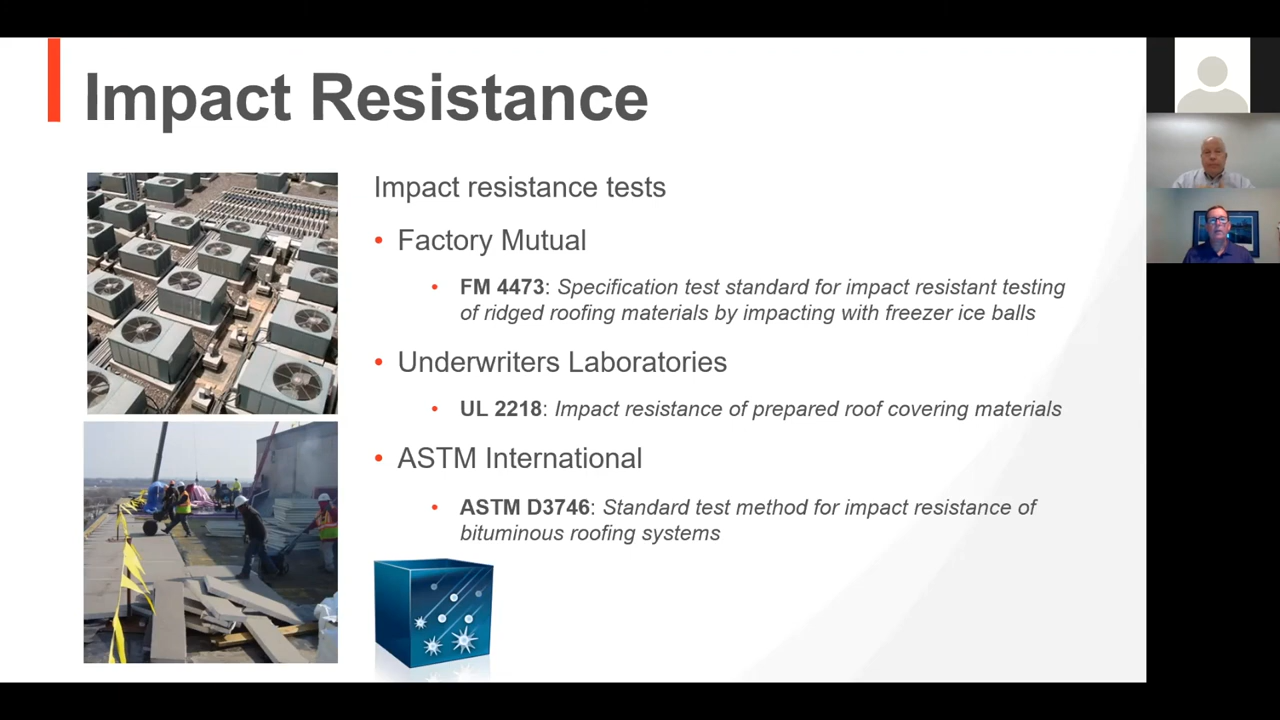 Impact Resistance
Impact resistance tests
• Factory Mutual
• FM 4473: Specification test standard for impact resistant testing
of ridged roofing materials by impacting with freezer ice balls
• Underwriters Laboratories
• UL 2218: Impact resistance of prepared roof covering materials
• ASTM International
• ASTM D3746: Standard test method for impact resistance of
bituminous roofing systems